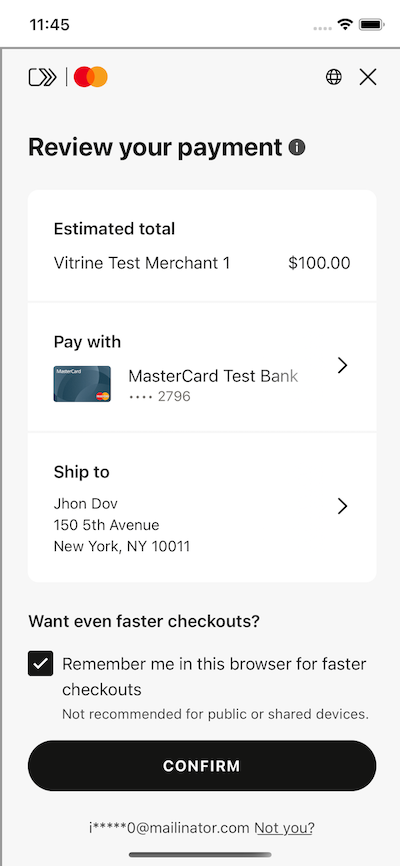 11:45
Review your payment
Estimated total
Vitrine Test Merchant 1 $100.00
Pay with
MasterCard
MasterCard Test Bank
•••• 2796
Ship to
Jhon Dov
150 5th Avenue
New York, NY 10011
Want even faster checkouts?
Remember me in this browser for faster
checkouts
Not recommended for public or shared devices.
CONFIRM
i*****0@mailinator.com Not you?